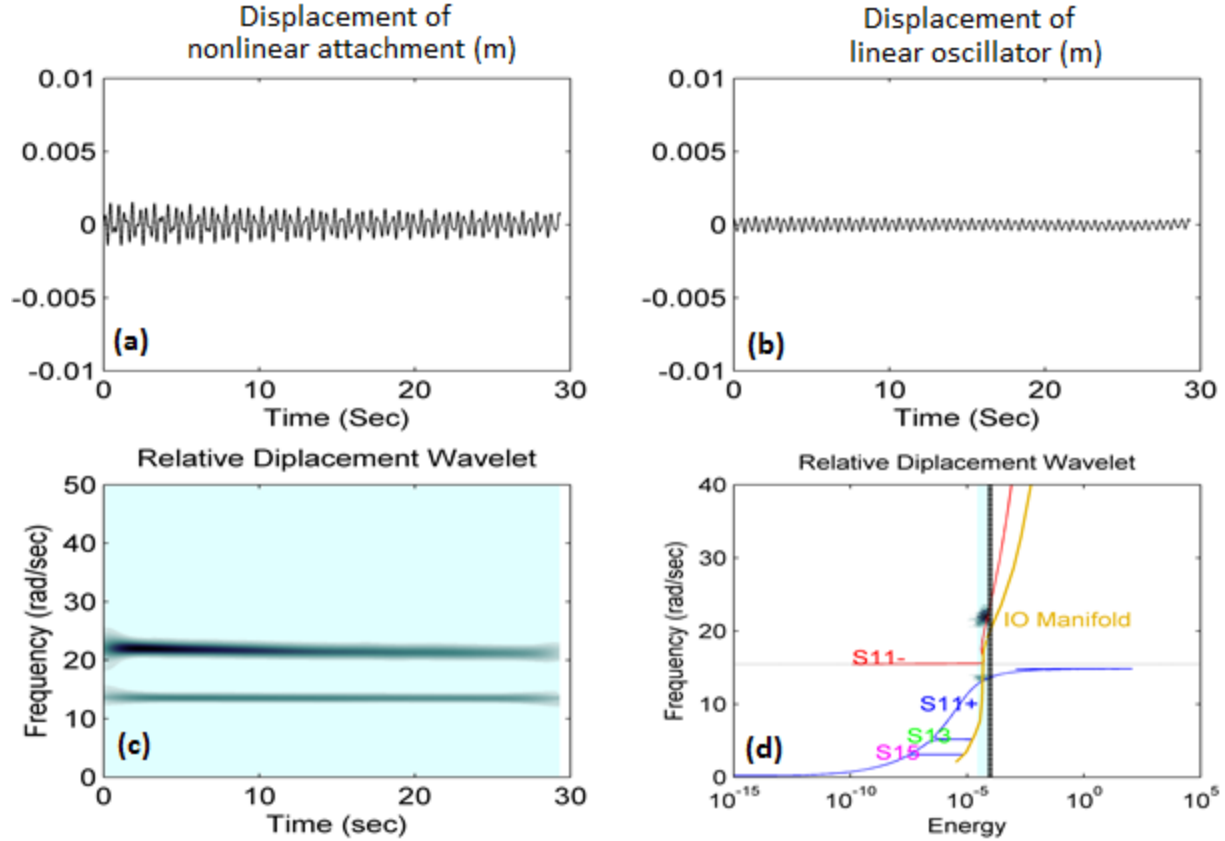 Displacement of
nonlinear attachment (m)
0.01
0.005
0
-0.005
-0.01
(a)
0
10
20
30
Time (Sec)
Displacement of
linear oscillator (m)
0.01
0.005
0
-0.005
-0.01
(b)
0
10
20
30
Time (Sec)
Relative Diplacement Wavelet
Frequency (rad/sec)
50
40
30
20
10
0
(c)
0
10
20
30
Time (sec)
Relative Diplacement Wavelet
Frequency (rad/sec)
40
30
20
10
0
IO Manifold
S11-
S11+
S13
S15
(d)
10^-15
10^-10
10^-5
10^0
10^5
Energy